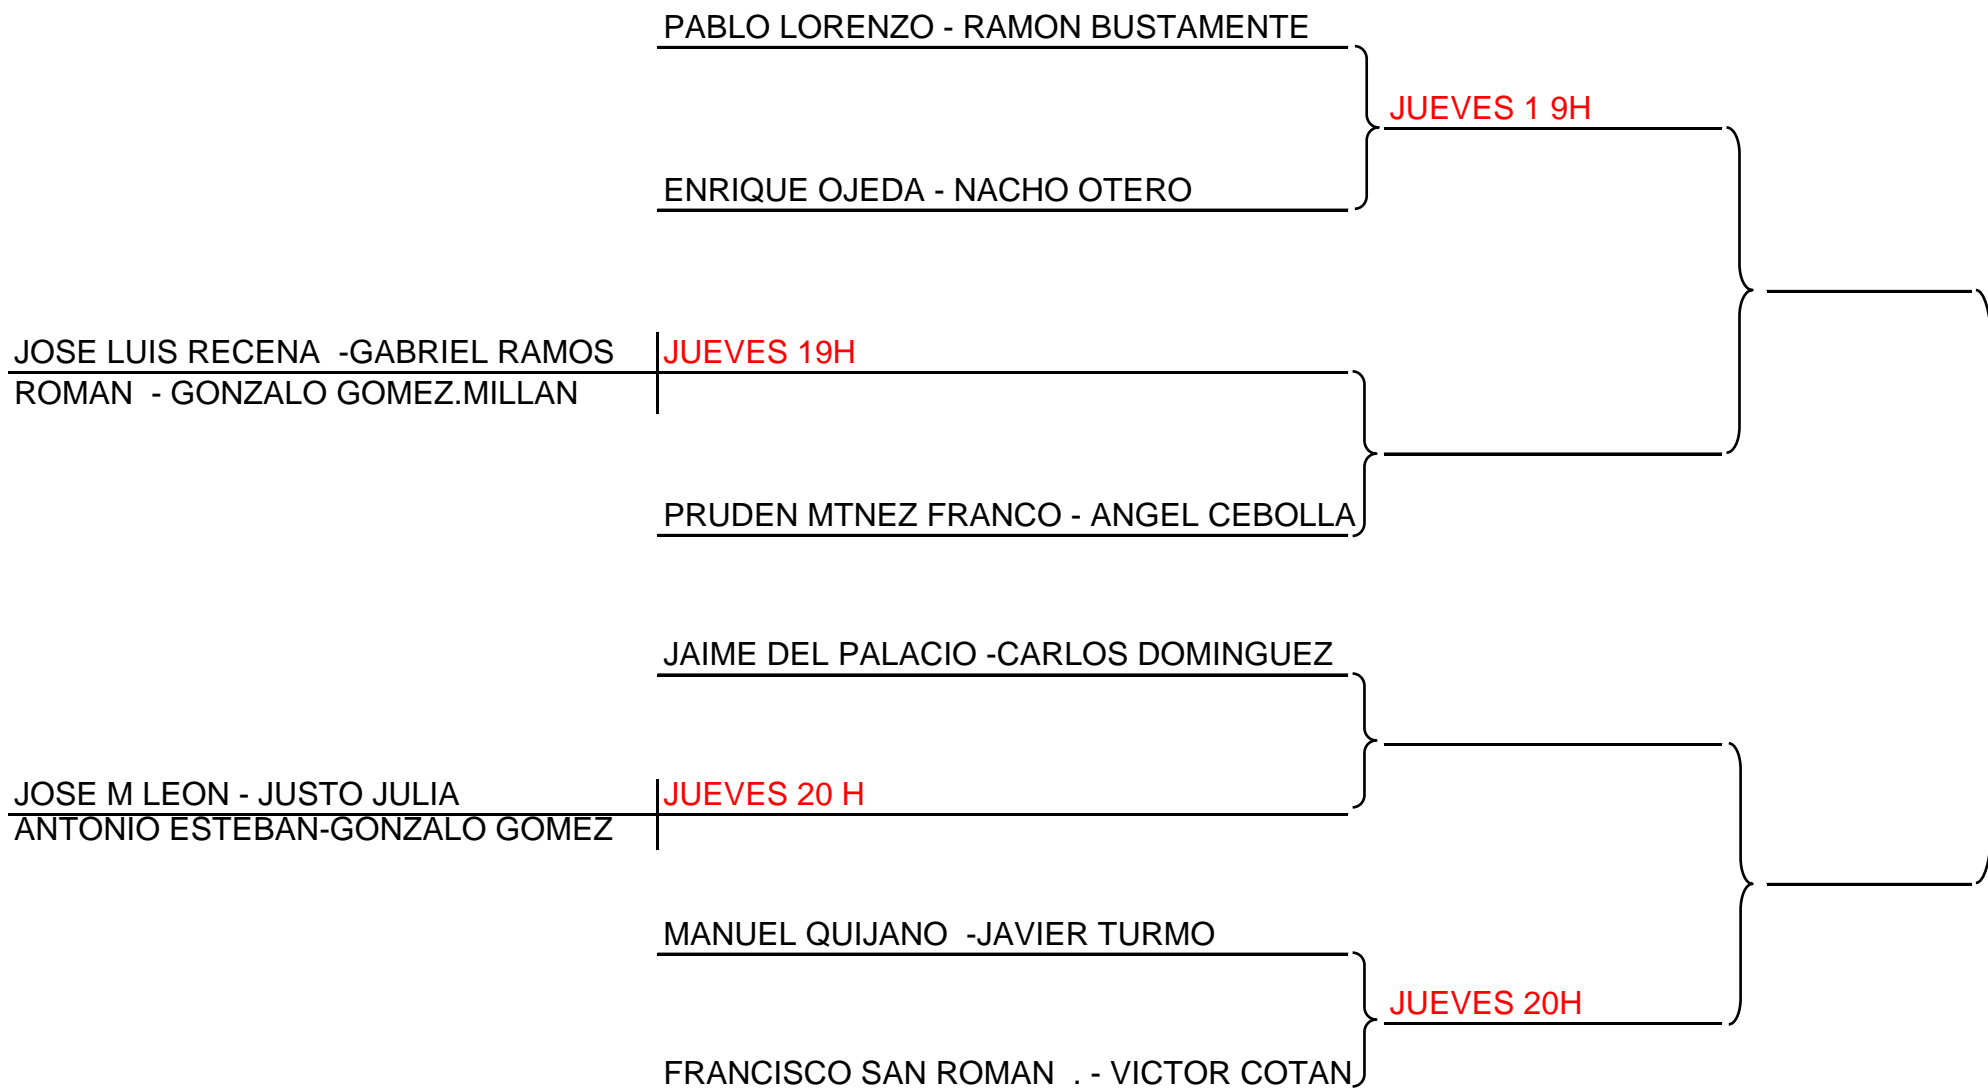 PABLO LORENZO - RAMON BUSTAMENTE
JUEVES 1 9H
ENRIQUE OJEDA - NACHO OTERO
JOSE LUIS RECENA  -GABRIEL RAMOS
JUEVES 19H
ROMAN  - GONZALO GOMEZ.MILLAN
PRUDEN MTNEZ FRANCO - ANGEL CEBOLLA
JAIME DEL PALACIO -CARLOS DOMINGUEZ
JOSE M LEON - JUSTO JULIA
JUEVES 20 H
ANTONIO ESTEBAN-GONZALO GOMEZ
MANUEL QUIJANO  -JAVIER TURMO
JUEVES 20H
FRANCISCO SAN ROMAN  . - VICTOR COTAN